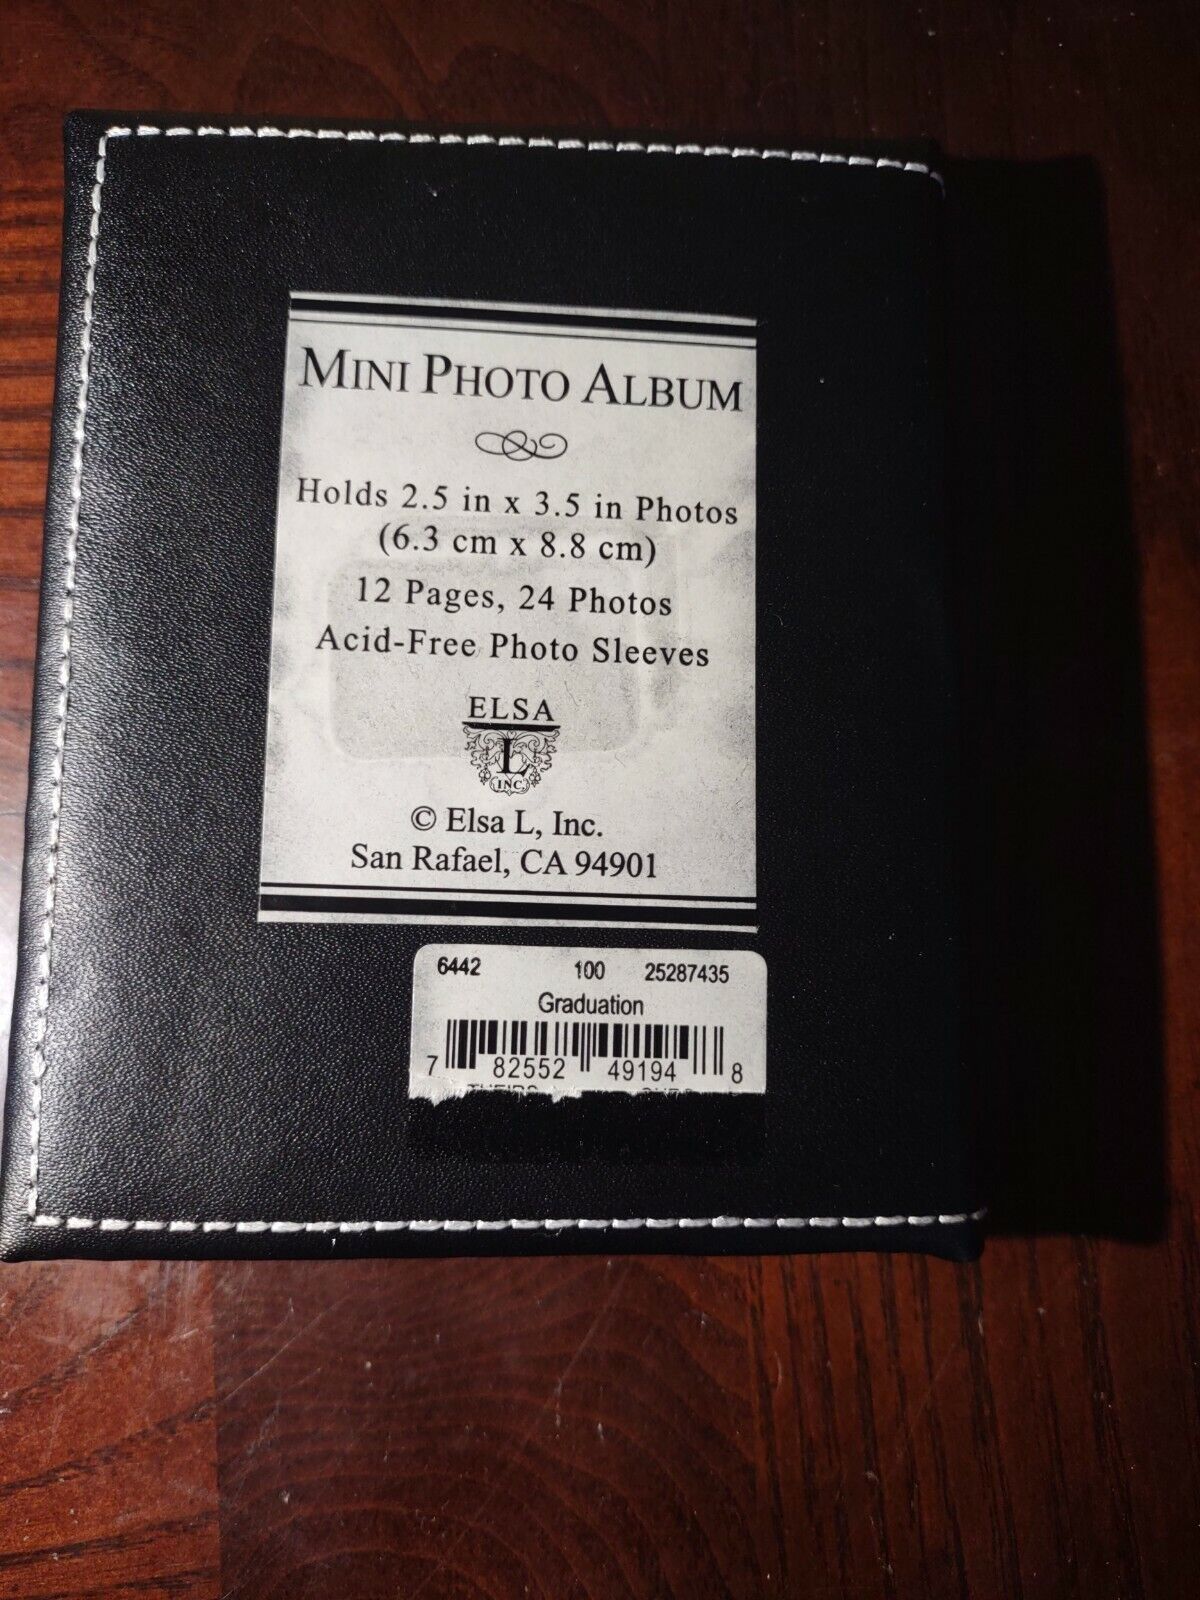 MINI PHOTO ALBUM
Holds 2.5 in x 3.5 in Photos
(6.3 cm x 8.8 cm)
12 Pages, 24 Photos
Acid-Free Photo Sleeves
ELSA
L
INC.
© Elsa L, Inc.
San Rafael, CA 94901
6442 100 25287435
Graduation
7 82552 49194 8